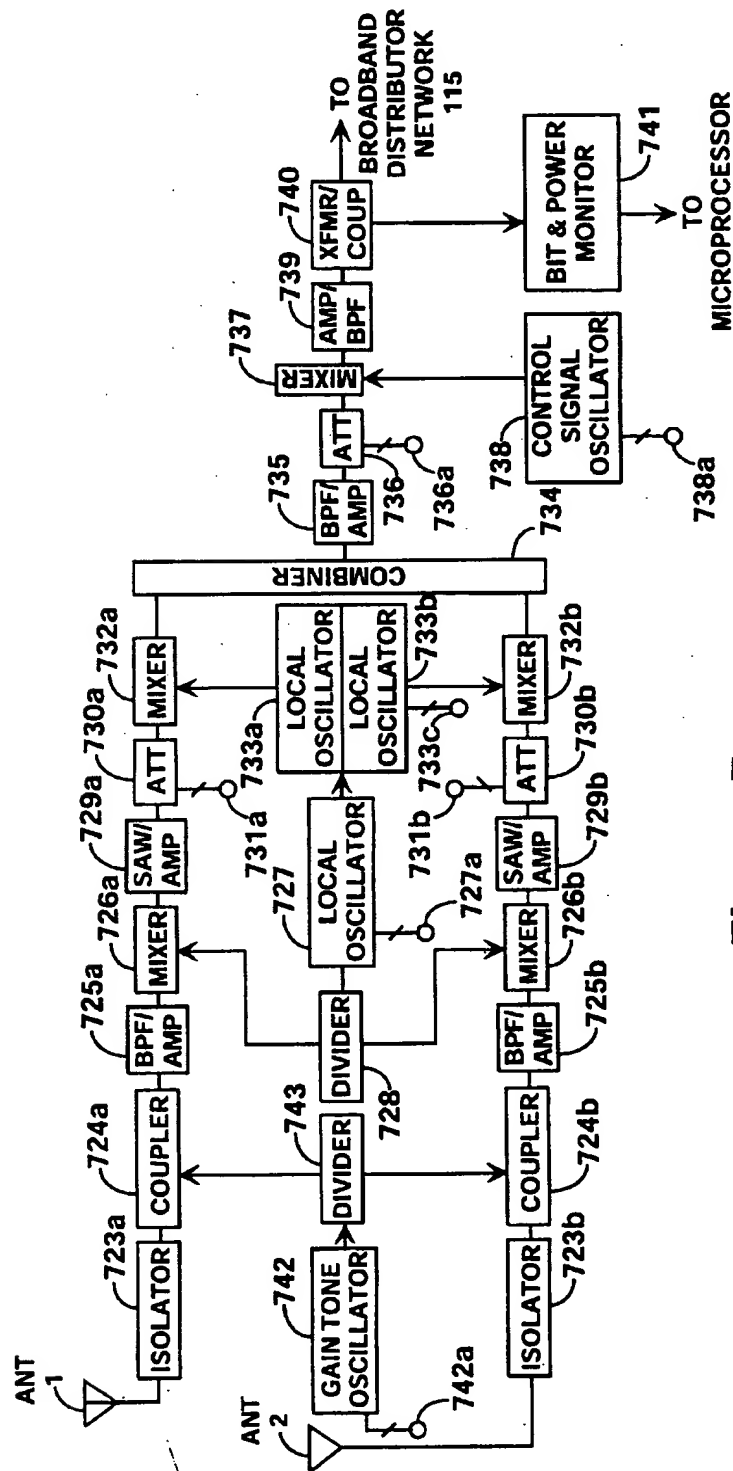 ANT
1
723a
ISOLATOR
724a
COUPLER
725a
BPF/
AMP
726a
MIXER
729a
SAW/
AMP
730a
ATT
731a
732a
MIXER
742
GAIN TONE
OSCILLATOR
742a
743
DIVIDER
DIVIDER
728
727
LOCAL
OSCILLATOR
727a
733a
LOCAL
OSCILLATOR
LOCAL
OSCILLATOR
733b
733c
ANT
2
ISOLATOR
723b
COUPLER
724b
BPF/
AMP
725b
MIXER
726b
SAW/
AMP
729b
731b
ATT
730b
MIXER
732b
COMBINER
734
735
BPF/
AMP
ATT
736
736a
737
MIXER
738
CONTROL
SIGNAL
OSCILLATOR
738a
739
AMP/
BPF
740
XFMR/
COUP
TO
BROADBAND
DISTRIBUTOR
NETWORK
115
BIT & POWER
MONITOR
741
TO
MICROPROCESSOR